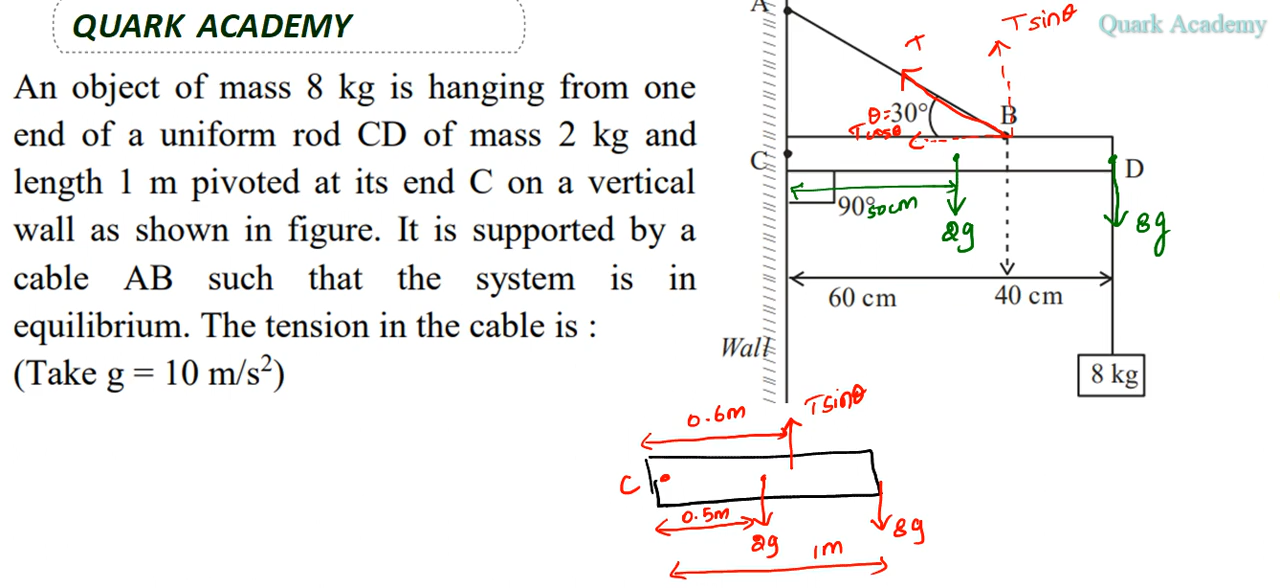 QUARK ACADEMY
Quark Academy
An object of mass 8 kg is hanging from one
end of a uniform rod CD of mass 2 kg and
length 1 m pivoted at its end C on a vertical
wall as shown in figure. It is supported by a
cable AB such that the system is in
equilibrium. The tension in the cable is :
(Take g = 10 m/s²)
A
T
T sinθ
θ=30°
B
Tcosθ
C
D
90°
50cm
2g
8g
60 cm
40 cm
Wall
8 kg
0.6m
Tsinθ
C
0.5m
2g
8g
1m